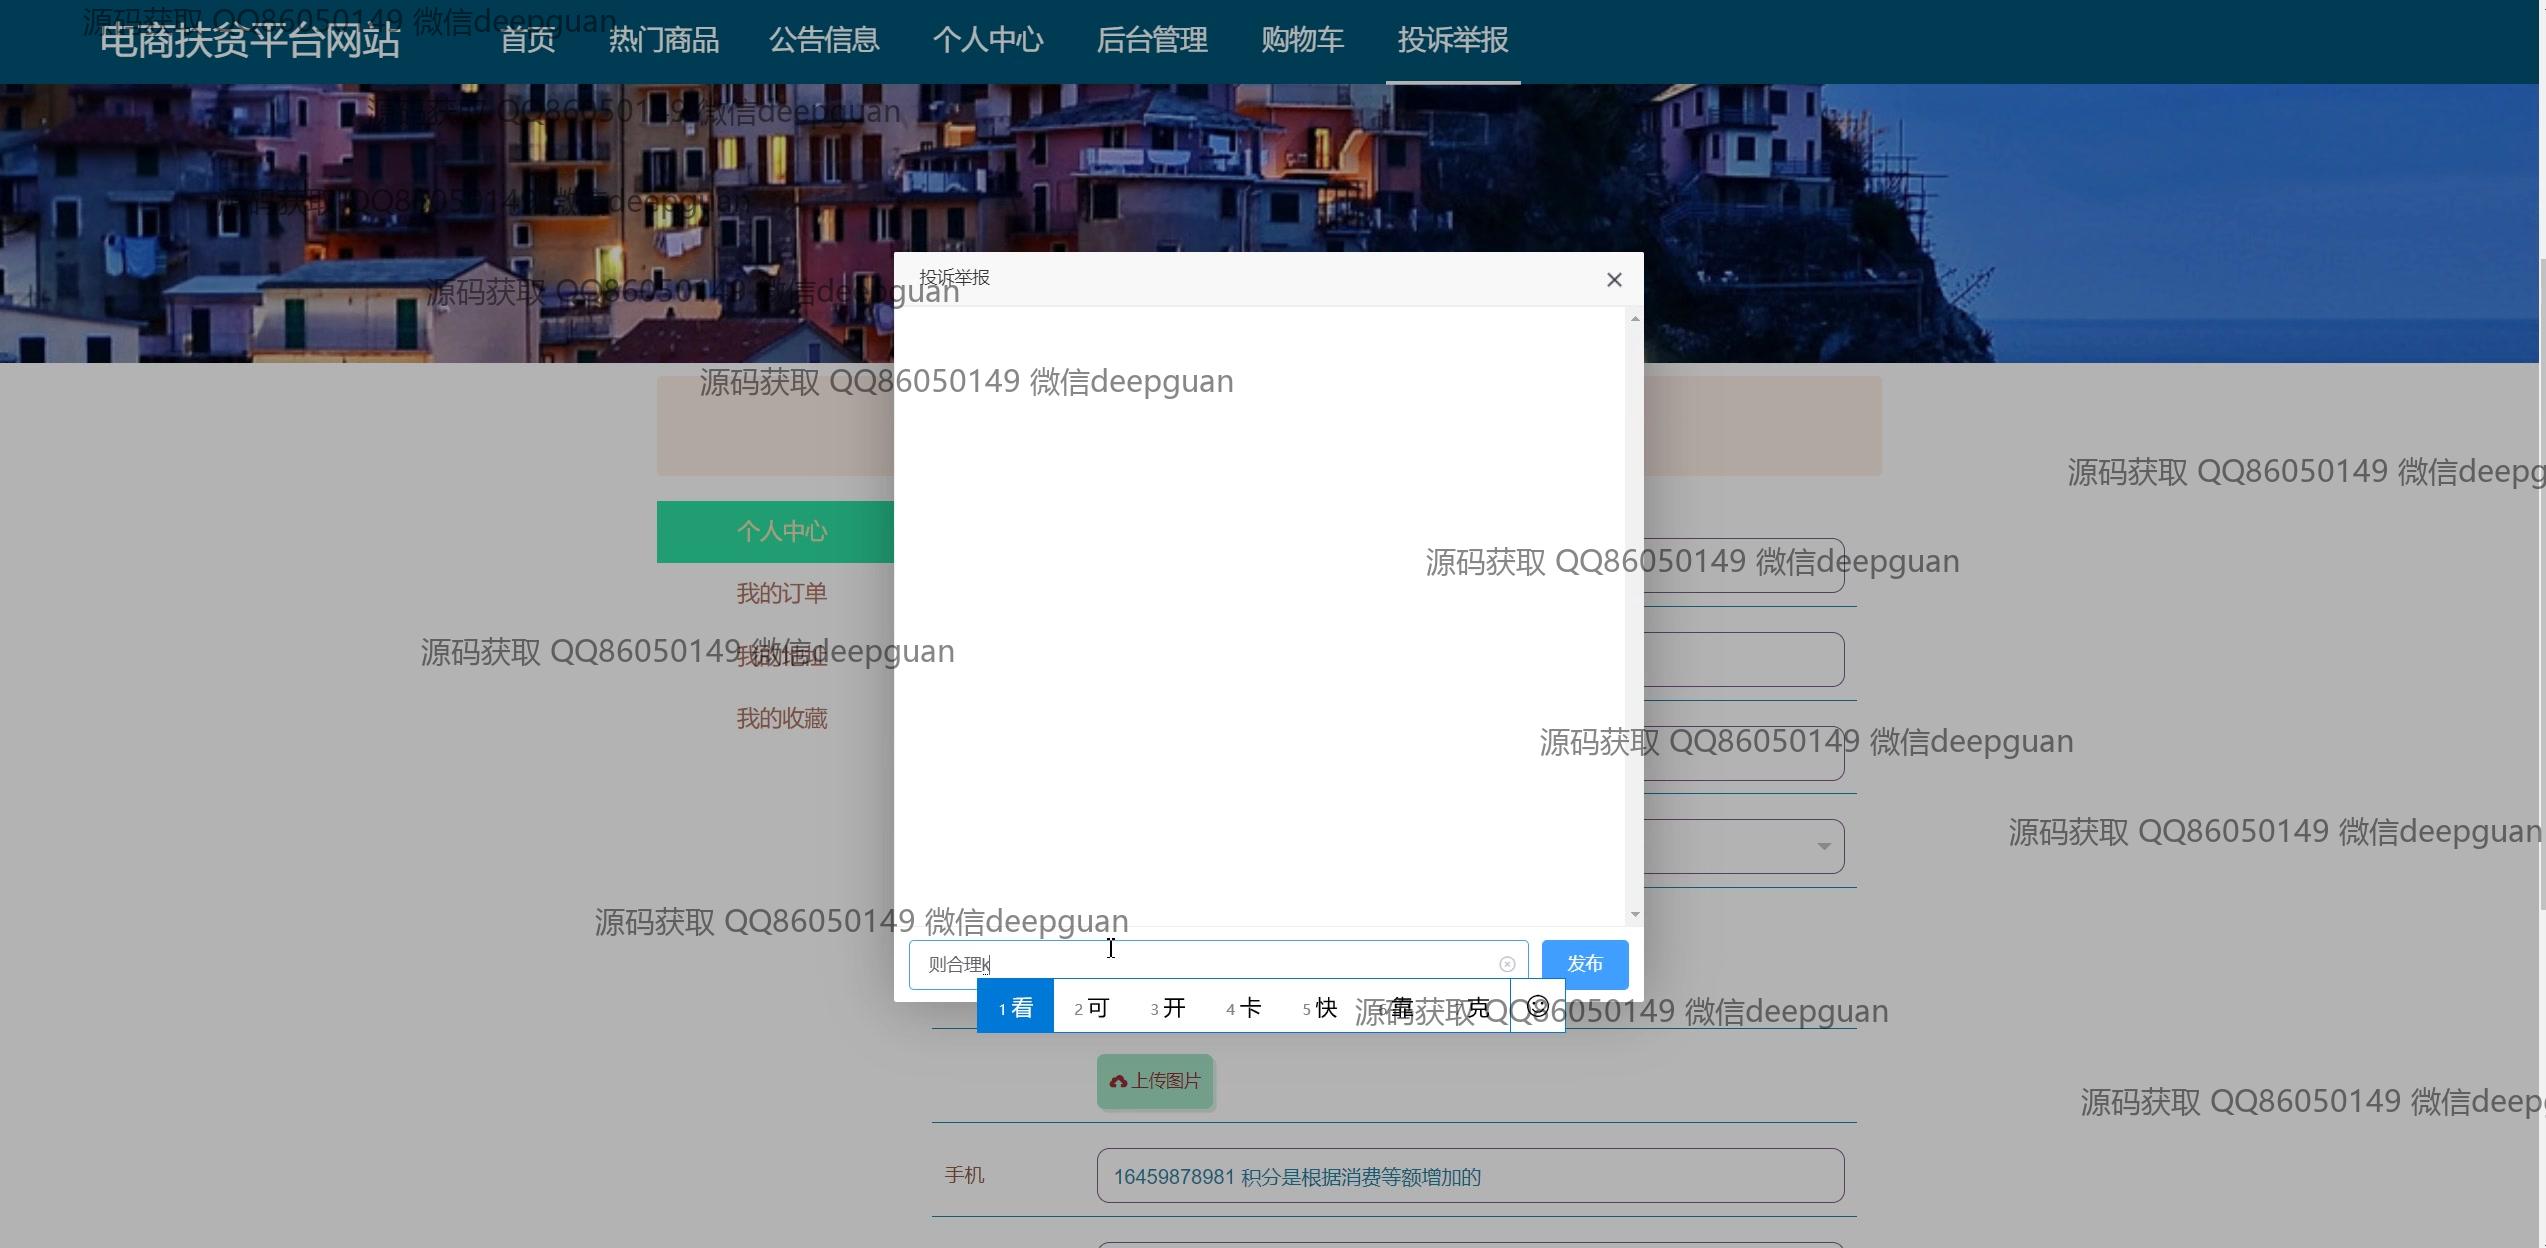 源码获取 QQ86050149 微信deepguan
电商扶贫平台网站 首页 热门商品 公告信息 个人中心 后台管理 购物车 投诉举报
源码获取 QQ86050149 微信deepguan
源码获取 QQ86050149 微信deepguan
投诉举报
源码获取 QQ86050149 微信deepguan
源码获取 QQ86050149 微信deepguan
源码获取 QQ86050149 微信deepg
个人中心
源码获取 QQ86050149 微信deepguan
我的订单
源码获取 QQ86050149 微信deepguan
我的地址
我的收藏
源码获取 QQ86050149 微信deepguan
源码获取 QQ86050149 微信deepguan
源码获取 QQ86050149 微信deepguan
则合理k 发布
1 看 2 可 3 开 4 卡 5 快 6 靠 克
源码获取 QQ86050149 微信deepguan
上传图片
源码获取 QQ86050149 微信deep
手机 16459878981 积分是根据消费等额增加的